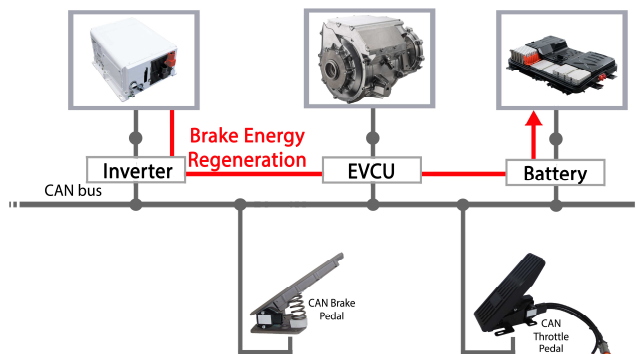 Brake Energy
Regeneration
Inverter
EVCU
Battery
CAN bus
CAN Brake
Pedal
CAN
Throttle
Pedal